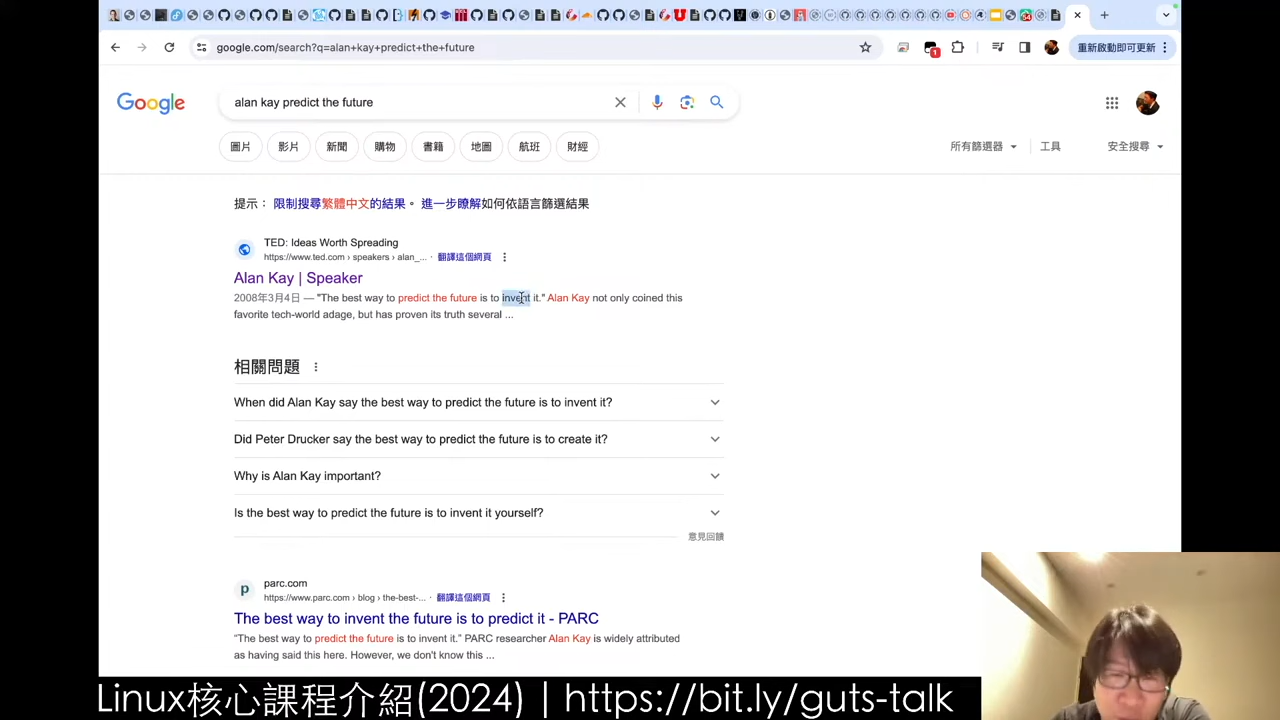 google.com/search?q=alan+kay+predict+the+future
1
重新啟動即可更新
Google
alan kay predict the future
圖片
影片
新聞
購物
書籍
地圖
航班
財經
所有篩選器
工具
安全搜尋
提示： 限制搜尋繁體中文的結果。 進一步瞭解如何依語言篩選結果
TED: Ideas Worth Spreading
https://www.ted.com › speakers › alan_... · 翻譯這個網頁
Alan Kay | Speaker
2008年3月4日 — "The best way to predict the future is to invent it." Alan Kay not only coined this
favorite tech-world adage, but has proven its truth several ...
相關問題
When did Alan Kay say the best way to predict the future is to invent it?
Did Peter Drucker say the best way to predict the future is to create it?
Why is Alan Kay important?
Is the best way to predict the future is to invent it yourself?
意見回饋
parc.com
https://www.parc.com › blog › the-best-... · 翻譯這個網頁
The best way to invent the future is to predict it - PARC
“The best way to predict the future is to invent it.” PARC researcher Alan Kay is widely attributed
as having said this here. However, we don't know this ...
Linux核心課程介紹(2024) | https://bit.ly/guts-talk